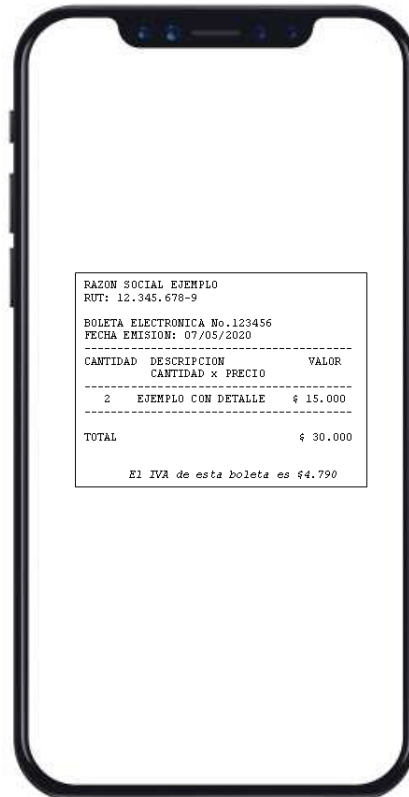 RAZON SOCIAL EJEMPLO
RUT: 12.345.678-9
BOLETA ELECTRONICA No.123456
FECHA EMISION: 07/05/2020
CANTIDAD DESCRIPCION VALOR
CANTIDAD x PRECIO
2 EJEMPLO CON DETALLE $ 15.000
TOTAL $ 30.000
El IVA de esta boleta es $4.790